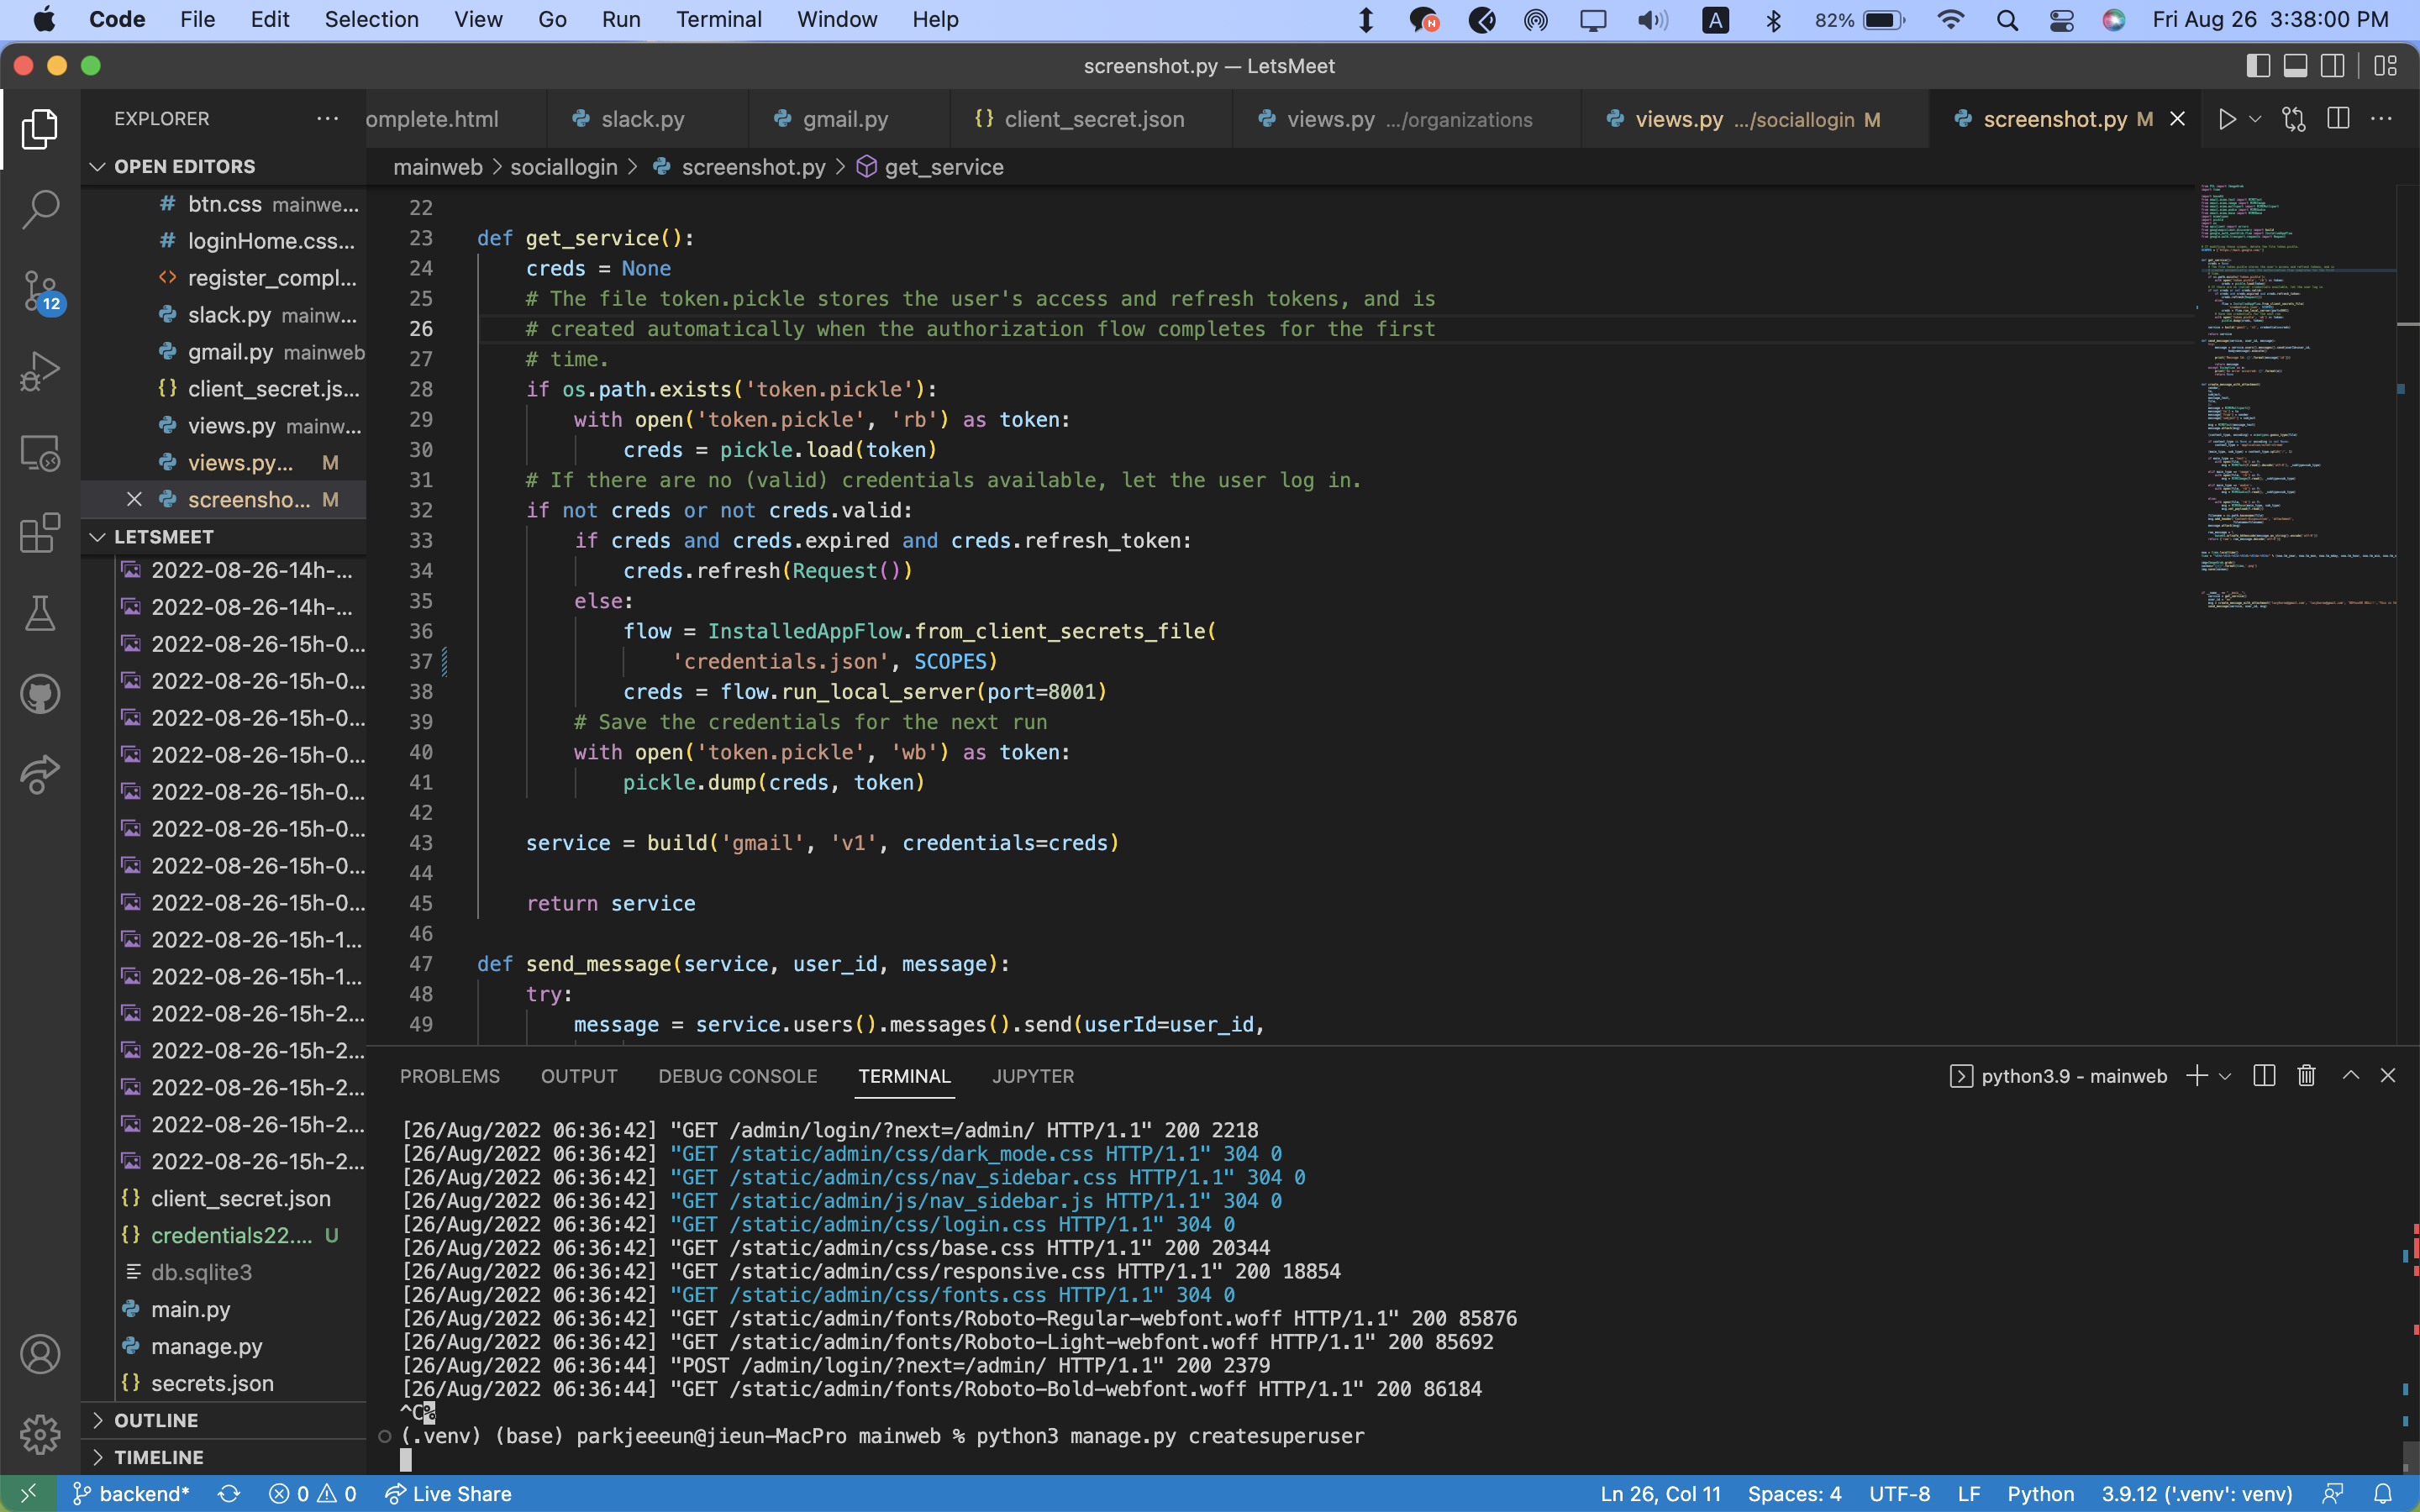 Code File Edit Selection View Go Run Terminal Window Help A 82% Fri Aug 26 3:38:00 PM
screenshot.py — LetsMeet
EXPLORER
omplete.html slack.py gmail.py {} client_secret.json views.py .../organizations views.py .../sociallogin M screenshot.py M
OPEN EDITORS
mainweb > sociallogin > screenshot.py > get_service
# btn.css mainwe...
# loginHome.css...
<> register_compl...
slack.py mainw...
gmail.py mainweb
{} client_secret.js...
views.py mainw...
views.py... M
screensho... M
LETSMEET
2022-08-26-14h-...
2022-08-26-14h-...
2022-08-26-15h-0...
2022-08-26-15h-0...
2022-08-26-15h-0...
2022-08-26-15h-0...
2022-08-26-15h-0...
2022-08-26-15h-0...
2022-08-26-15h-0...
2022-08-26-15h-0...
2022-08-26-15h-1...
2022-08-26-15h-1...
2022-08-26-15h-2...
2022-08-26-15h-2...
2022-08-26-15h-2...
2022-08-26-15h-2...
2022-08-26-15h-2...
{} client_secret.json
{} credentials22.... U
db.sqlite3
main.py
manage.py
{} secrets.json
OUTLINE
TIMELINE
12
22
23 def get_service():
24 creds = None
25 # The file token.pickle stores the user's access and refresh tokens, and is
26 # created automatically when the authorization flow completes for the first
27 # time.
28 if os.path.exists('token.pickle'):
29 with open('token.pickle', 'rb') as token:
30 creds = pickle.load(token)
31 # If there are no (valid) credentials available, let the user log in.
32 if not creds or not creds.valid:
33 if creds and creds.expired and creds.refresh_token:
34 creds.refresh(Request())
35 else:
36 flow = InstalledAppFlow.from_client_secrets_file(
37 'credentials.json', SCOPES)
38 creds = flow.run_local_server(port=8001)
39 # Save the credentials for the next run
40 with open('token.pickle', 'wb') as token:
41 pickle.dump(creds, token)
42
43 service = build('gmail', 'v1', credentials=creds)
44
45 return service
46
47 def send_message(service, user_id, message):
48 try:
49 message = service.users().messages().send(userId=user_id,
PROBLEMS OUTPUT DEBUG CONSOLE TERMINAL JUPYTER python3.9 - mainweb
[26/Aug/2022 06:36:42] "GET /admin/login/?next=/admin/ HTTP/1.1" 200 2218
[26/Aug/2022 06:36:42] "GET /static/admin/css/dark_mode.css HTTP/1.1" 304 0
[26/Aug/2022 06:36:42] "GET /static/admin/css/nav_sidebar.css HTTP/1.1" 304 0
[26/Aug/2022 06:36:42] "GET /static/admin/js/nav_sidebar.js HTTP/1.1" 304 0
[26/Aug/2022 06:36:42] "GET /static/admin/css/login.css HTTP/1.1" 304 0
[26/Aug/2022 06:36:42] "GET /static/admin/css/base.css HTTP/1.1" 200 20344
[26/Aug/2022 06:36:42] "GET /static/admin/css/responsive.css HTTP/1.1" 200 18854
[26/Aug/2022 06:36:42] "GET /static/admin/css/fonts.css HTTP/1.1" 304 0
[26/Aug/2022 06:36:42] "GET /static/admin/fonts/Roboto-Regular-webfont.woff HTTP/1.1" 200 85876
[26/Aug/2022 06:36:42] "GET /static/admin/fonts/Roboto-Light-webfont.woff HTTP/1.1" 200 85692
[26/Aug/2022 06:36:44] "POST /admin/login/?next=/admin/ HTTP/1.1" 200 2379
[26/Aug/2022 06:36:44] "GET /static/admin/fonts/Roboto-Bold-webfont.woff HTTP/1.1" 200 86184
^C%
(.venv) (base) parkjeeeun@jieun-MacPro mainweb % python3 manage.py createsuperuser
backend* 0 0 Live Share Ln 26, Col 11 Spaces: 4 UTF-8 LF Python 3.9.12 ('.venv': venv)